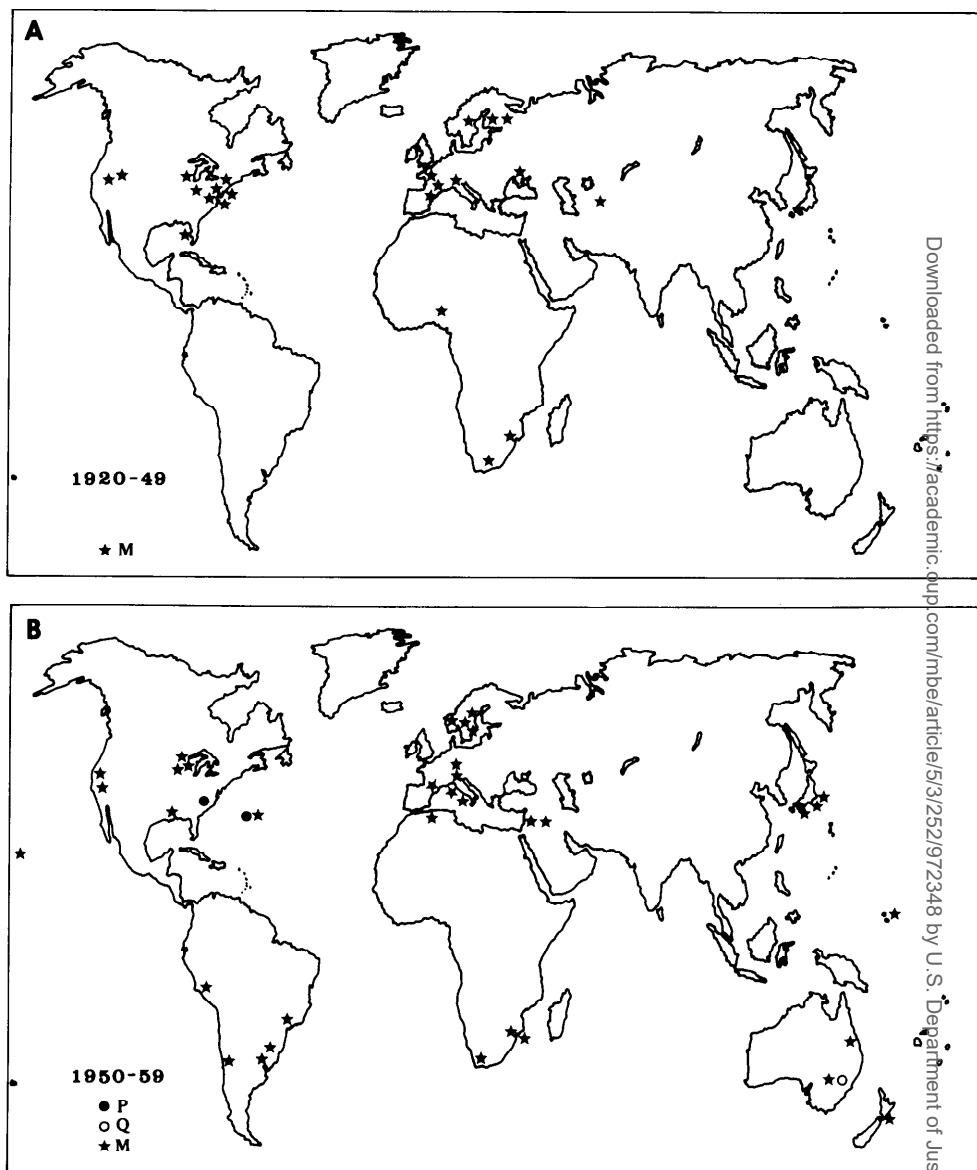 A
1920-49
★ M
B
1950-59
● P
○ Q
★ M
Downloaded from https://academic.oup.com/mbe/article/5/3/252/972348 by U.S. Department of Jus